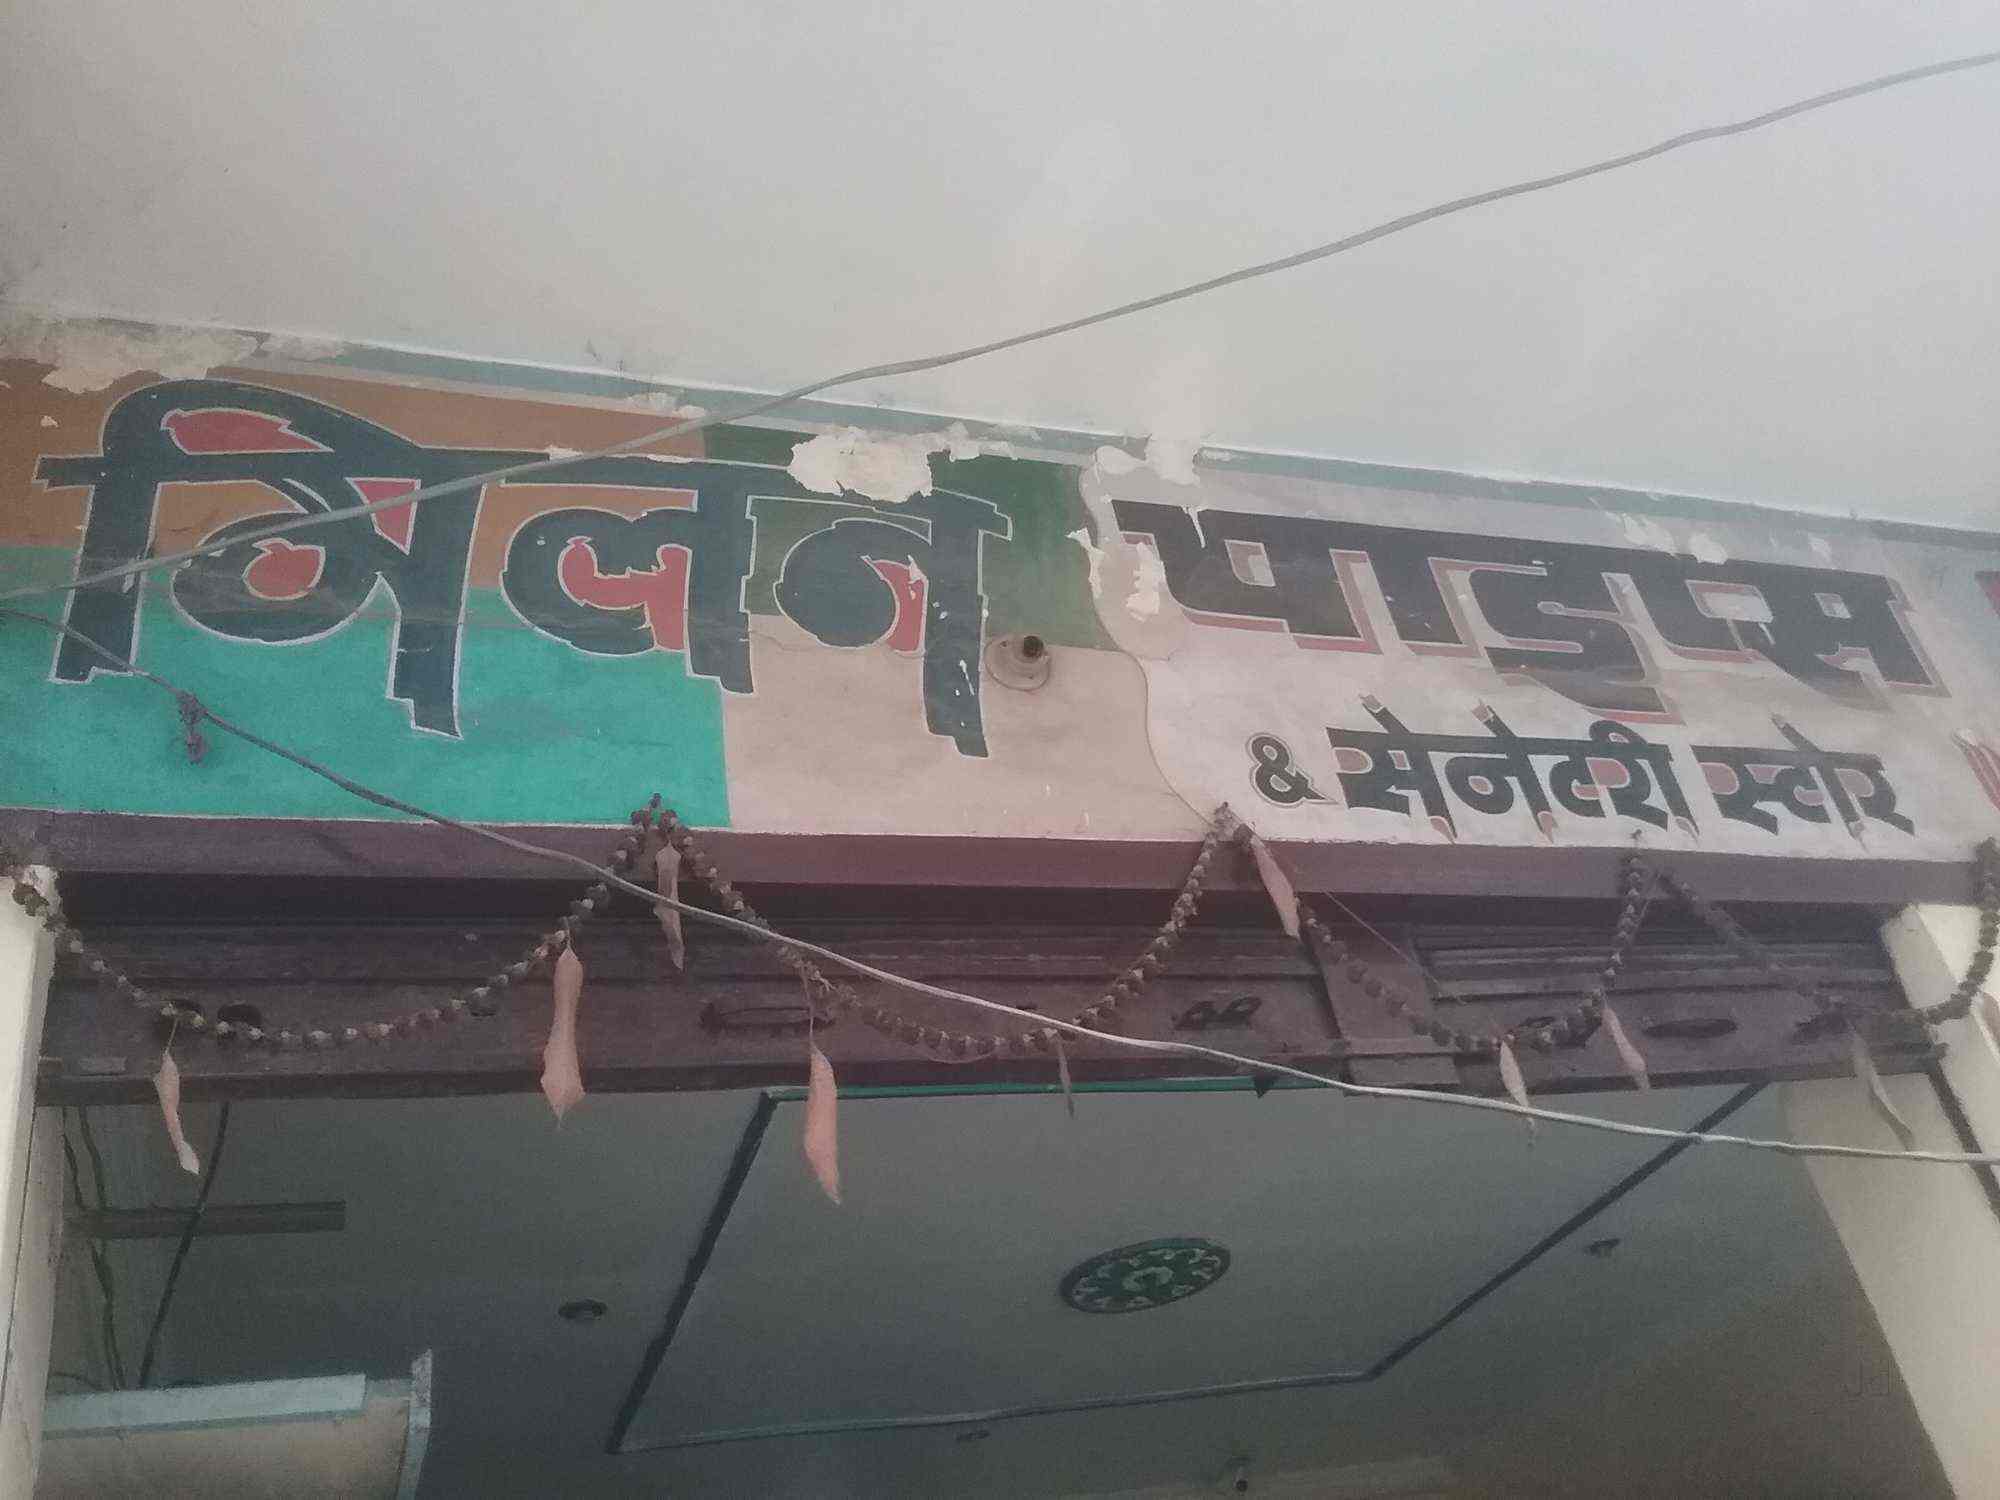 मिलन पाइप्स
& सेनेटरी स्टोर